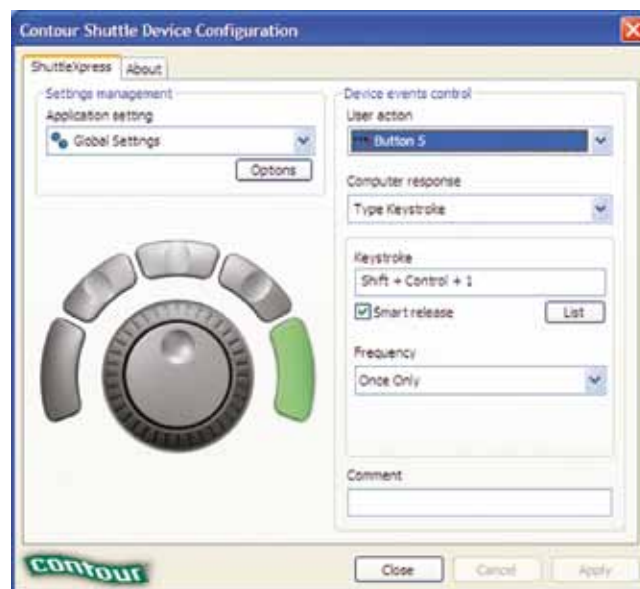 Contour Shuttle Device Configuration
ShuttleXpress
About
Settings management
Application setting
Global Settings
Options
Device events control
User action
Button 5
Computer response
Type Keystroke
Keystroke
Shift + Control + 1
Smart release
List
Frequency
Once Only
Comment
contour
Close
Cancel
Apply